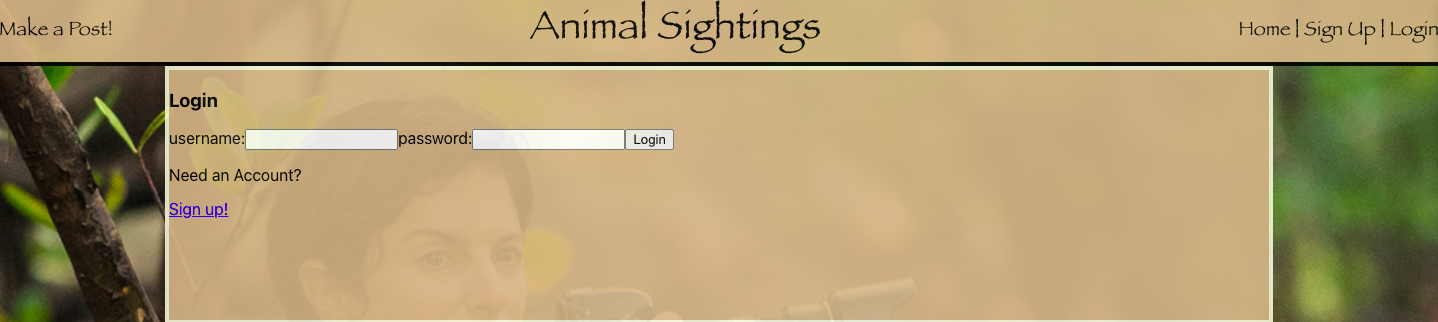 Make a Post!
Animal Sightings
Home | Sign Up | Login
Login
username: password: Login
Need an Account?
Sign up!